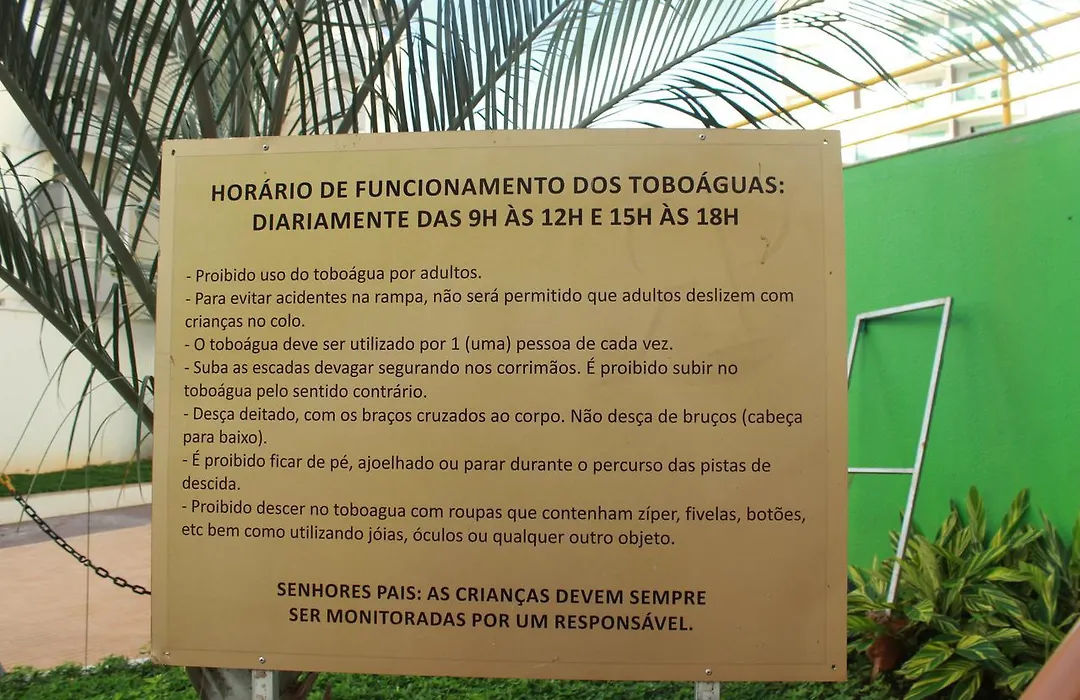 HORÁRIO DE FUNCIONAMENTO DOS TOBOÁGUAS:
DIARIAMENTE DAS 9H ÀS 12H E 15H ÀS 18H
- Proibido uso do toboágua por adultos.
- Para evitar acidentes na rampa, não será permitido que adultos deslizem com
crianças no colo.
- O toboágua deve ser utilizado por 1 (uma) pessoa de cada vez.
- Suba as escadas devagar segurando nos corrimãos. É proibido subir no
toboágua pelo sentido contrário.
- Desça deitado, com os braços cruzados ao corpo. Não desça de bruços (cabeça
para baixo).
- É proibido ficar de pé, ajoelhado ou parar durante o percurso das pistas de
descida.
- Proibido descer no toboagua com roupas que contenham zíper, fivelas, botões,
etc bem como utilizando jóias, óculos ou qualquer outro objeto.
SENHORES PAIS: AS CRIANÇAS DEVEM SEMPRE
SER MONITORADAS POR UM RESPONSÁVEL.